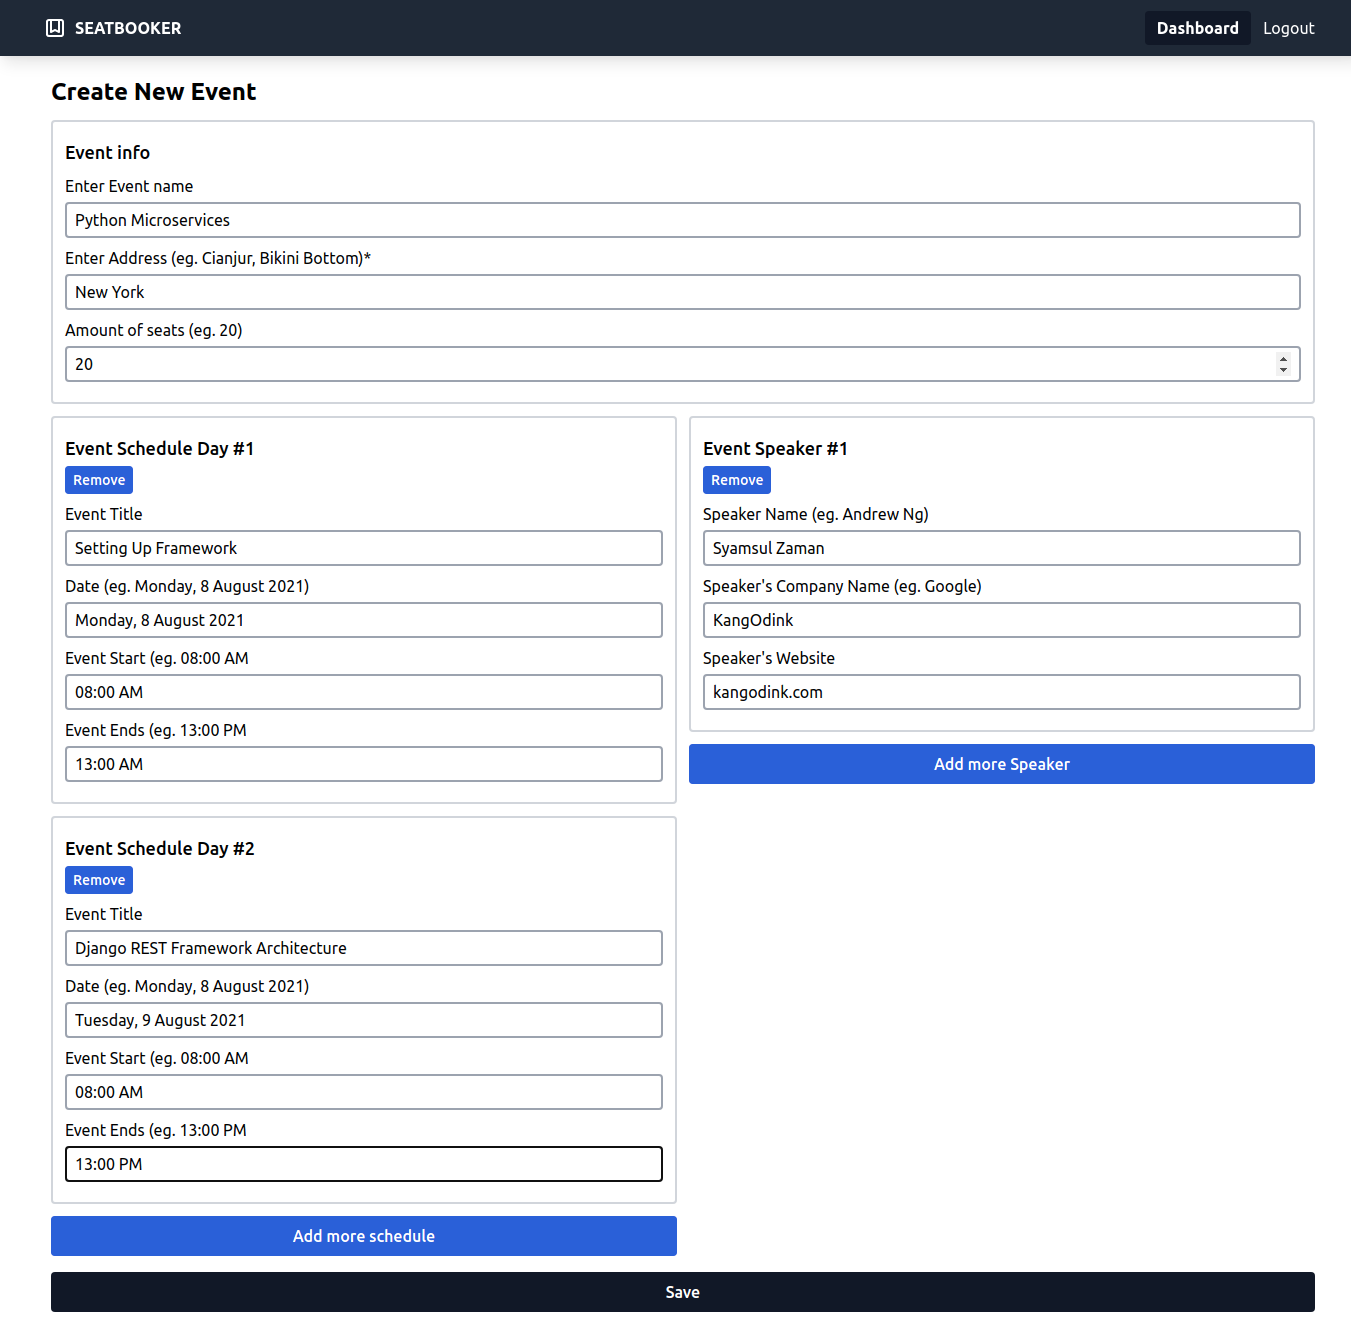 SEATBOOKER
Dashboard
Logout
Create New Event
Event info
Enter Event name
Python Microservices
Enter Address (eg. Cianjur, Bikini Bottom)*
New York
Amount of seats (eg. 20)
20
Event Schedule Day #1
Remove
Event Title
Setting Up Framework
Date (eg. Monday, 8 August 2021)
Monday, 8 August 2021
Event Start (eg. 08:00 AM
08:00 AM
Event Ends (eg. 13:00 PM
13:00 AM
Event Schedule Day #2
Remove
Event Title
Django REST Framework Architecture
Date (eg. Monday, 8 August 2021)
Tuesday, 9 August 2021
Event Start (eg. 08:00 AM
08:00 AM
Event Ends (eg. 13:00 PM
13:00 PM
Add more schedule
Event Speaker #1
Remove
Speaker Name (eg. Andrew Ng)
Syamsul Zaman
Speaker's Company Name (eg. Google)
KangOdink
Speaker's Website
kangodink.com
Add more Speaker
Save